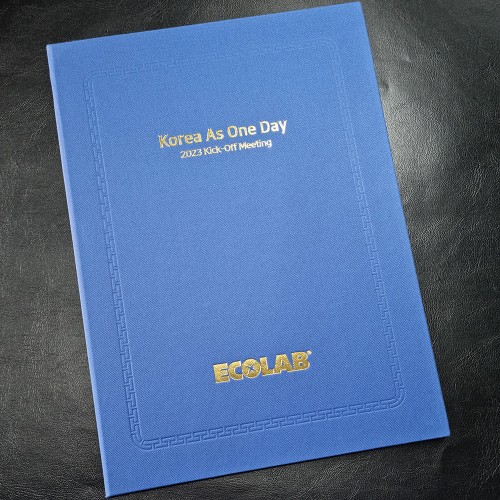 Korea As One Day
2023 Kick-Off Meeting
ECOLAB®